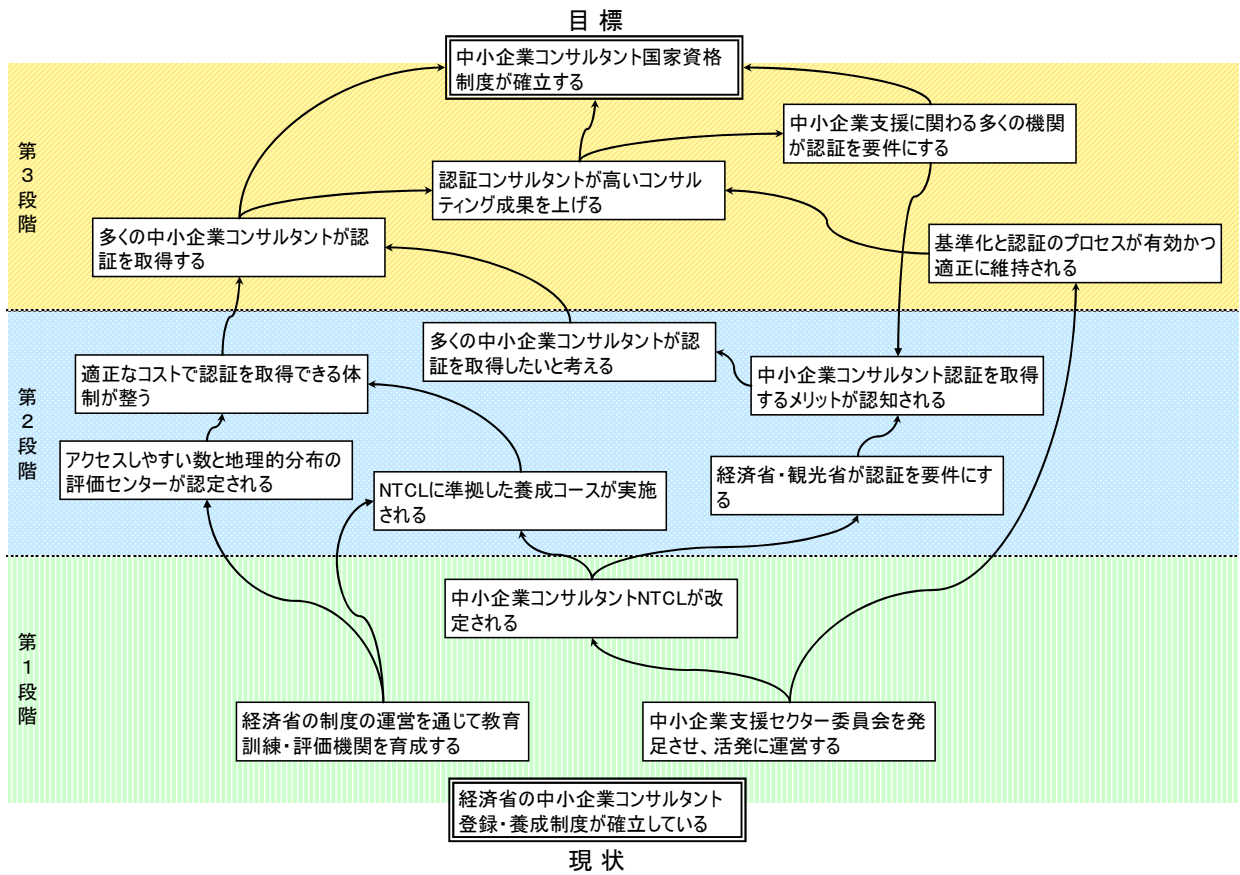 目 標
中小企業コンサルタント国家資格
制度が確立する
中小企業支援に関わる多くの機関
が認証を要件にする
第
3
段
階
認証コンサルタントが高いコンサル
ティング成果を上げる
多くの中小企業コンサルタントが認
証を取得する
基準化と認証のプロセスが有効かつ
適正に維持される
多くの中小企業コンサルタントが認
証を取得したいと考える
適正なコストで認証を取得できる体
制が整う
中小企業コンサルタント認証を取得
するメリットが認知される
第
2
段
階
アクセスしやすい数と地理的分布の
評価センターが認定される
NTCLに準拠した養成コースが実施
される
経済省・観光省が認証を要件にす
る
中小企業コンサルタントNTCLが改
定される
第
1
段
階
経済省の制度の運営を通じて教育
訓練・評価機関を育成する
中小企業支援セクター委員会を発
足させ、活発に運営する
経済省の中小企業コンサルタント
登録・養成制度が確立している
現 状